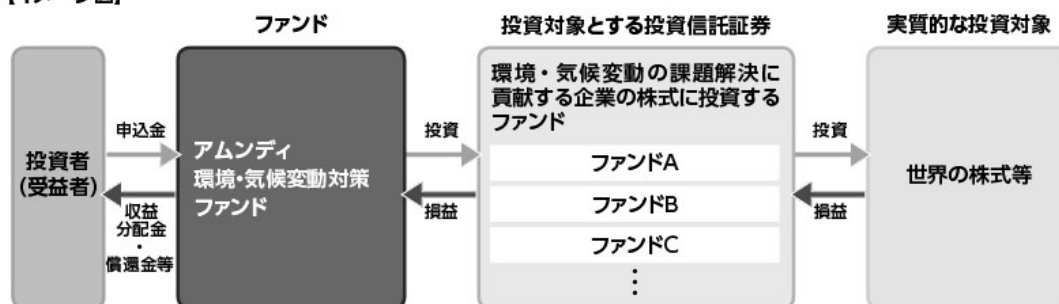 ファンド
投資対象とする投資信託証券
実質的な投資対象
投資者
(受益者)
申込金
収益
分配金
・
償還金等
アムンディ
環境・気候変動対策
ファンド
投資
損益
環境・気候変動の課題解決に
貢献する企業の株式に投資する
ファンド
ファンドA
ファンドB
ファンドC
⋮
投資
損益
世界の株式等